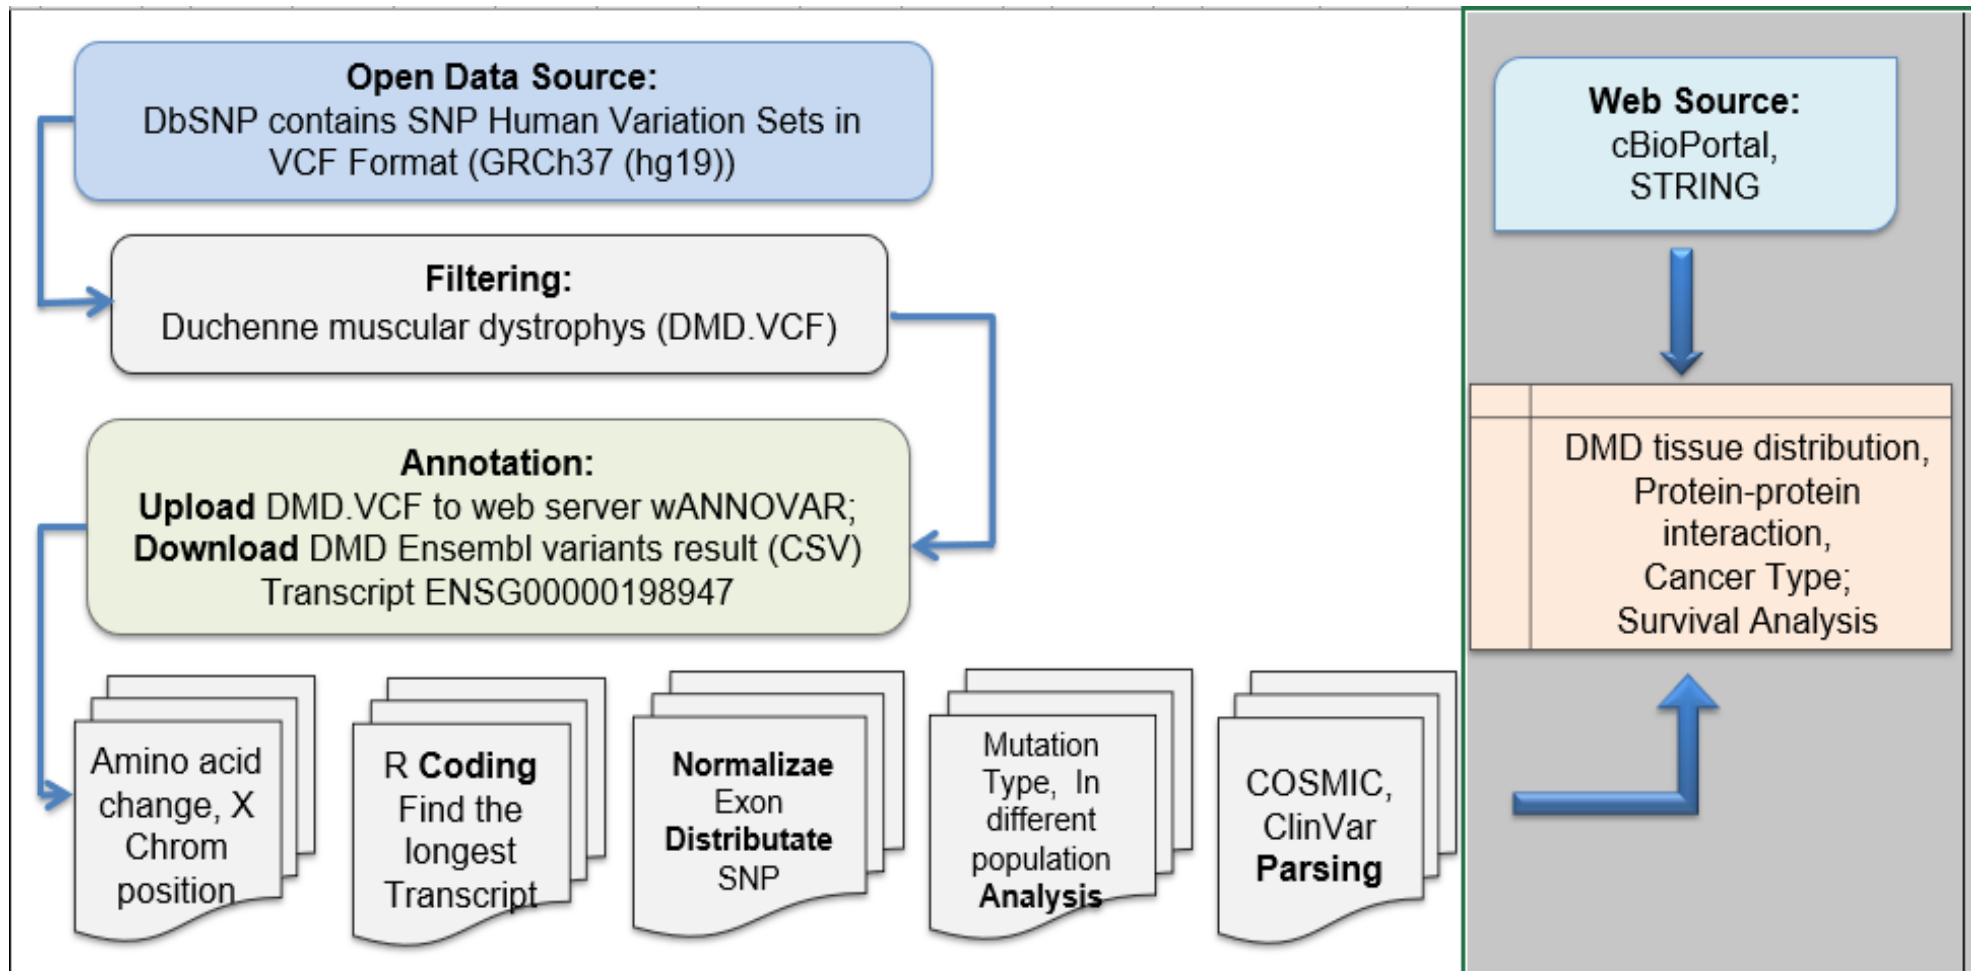 Open Data Source:
DbSNP contains SNP Human Variation Sets in
VCF Format (GRCh37 (hg19))
Filtering:
Duchenne muscular dystrophys (DMD.VCF)
Annotation:
Upload DMD.VCF to web server wANNOVAR;
Download DMD Ensembl variants result (CSV)
Transcript ENSG00000198947
Amino acid
change, X
Chrom
position
R Coding
Find the
longest
Transcript
Normalizae
Exon
Distributate
SNP
Mutation
Type, In
different
population
Analysis
COSMIC,
ClinVar
Parsing
Web Source:
cBioPortal,
STRING
DMD tissue distribution,
Protein-protein
interaction,
Cancer Type;
Survival Analysis